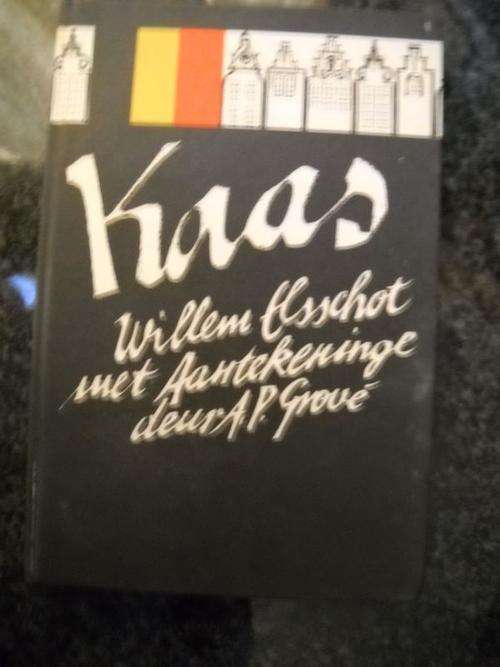 Kaas
Willem Elsschot
met Aantekeninge
deur A.P. Grové